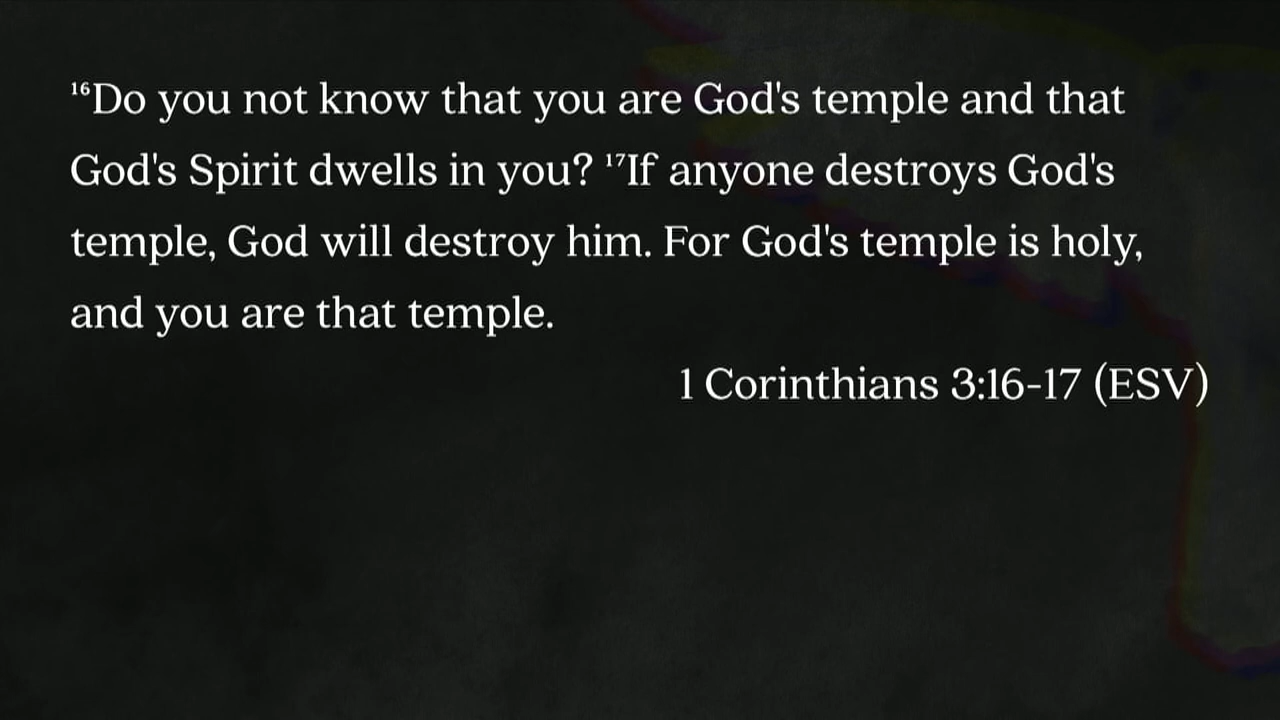 ¹⁶Do you not know that you are God's temple and that
God's Spirit dwells in you? ¹⁷If anyone destroys God's
temple, God will destroy him. For God's temple is holy,
and you are that temple.
1 Corinthians 3:16-17 (ESV)